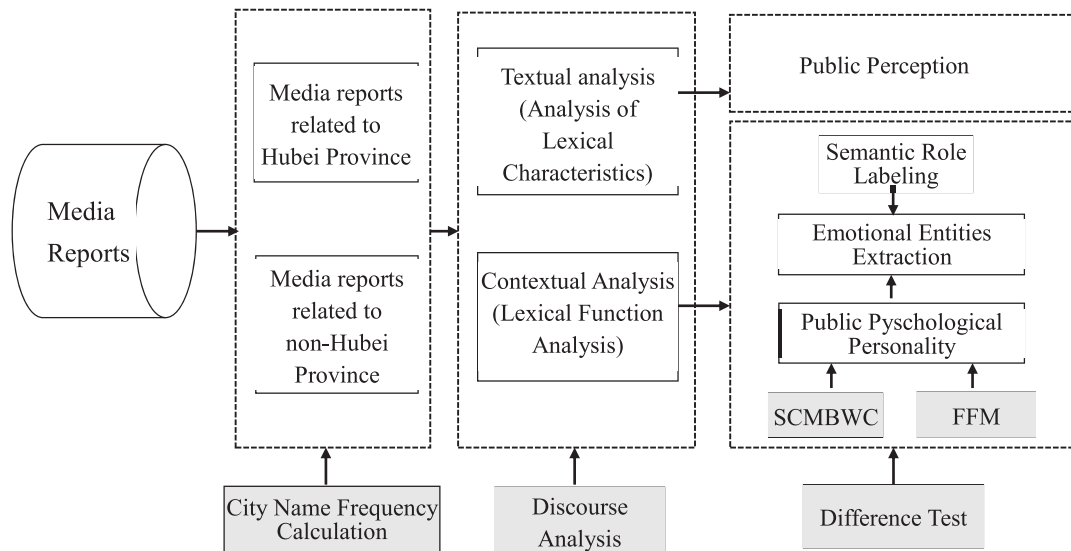 Media
Reports
Media reports
related to
Hubei Province
Media reports
related to
non-Hubei
Province
City Name Frequency
Calculation
Textual analysis
(Analysis of
Lexical
Characteristics)
Contextual Analysis
(Lexical Function
Analysis)
Discourse
Analysis
Public Perception
Semantic Role
Labeling
Emotional Entities
Extraction
Public Pyschological
Personality
SCMBWC
FFM
Difference Test